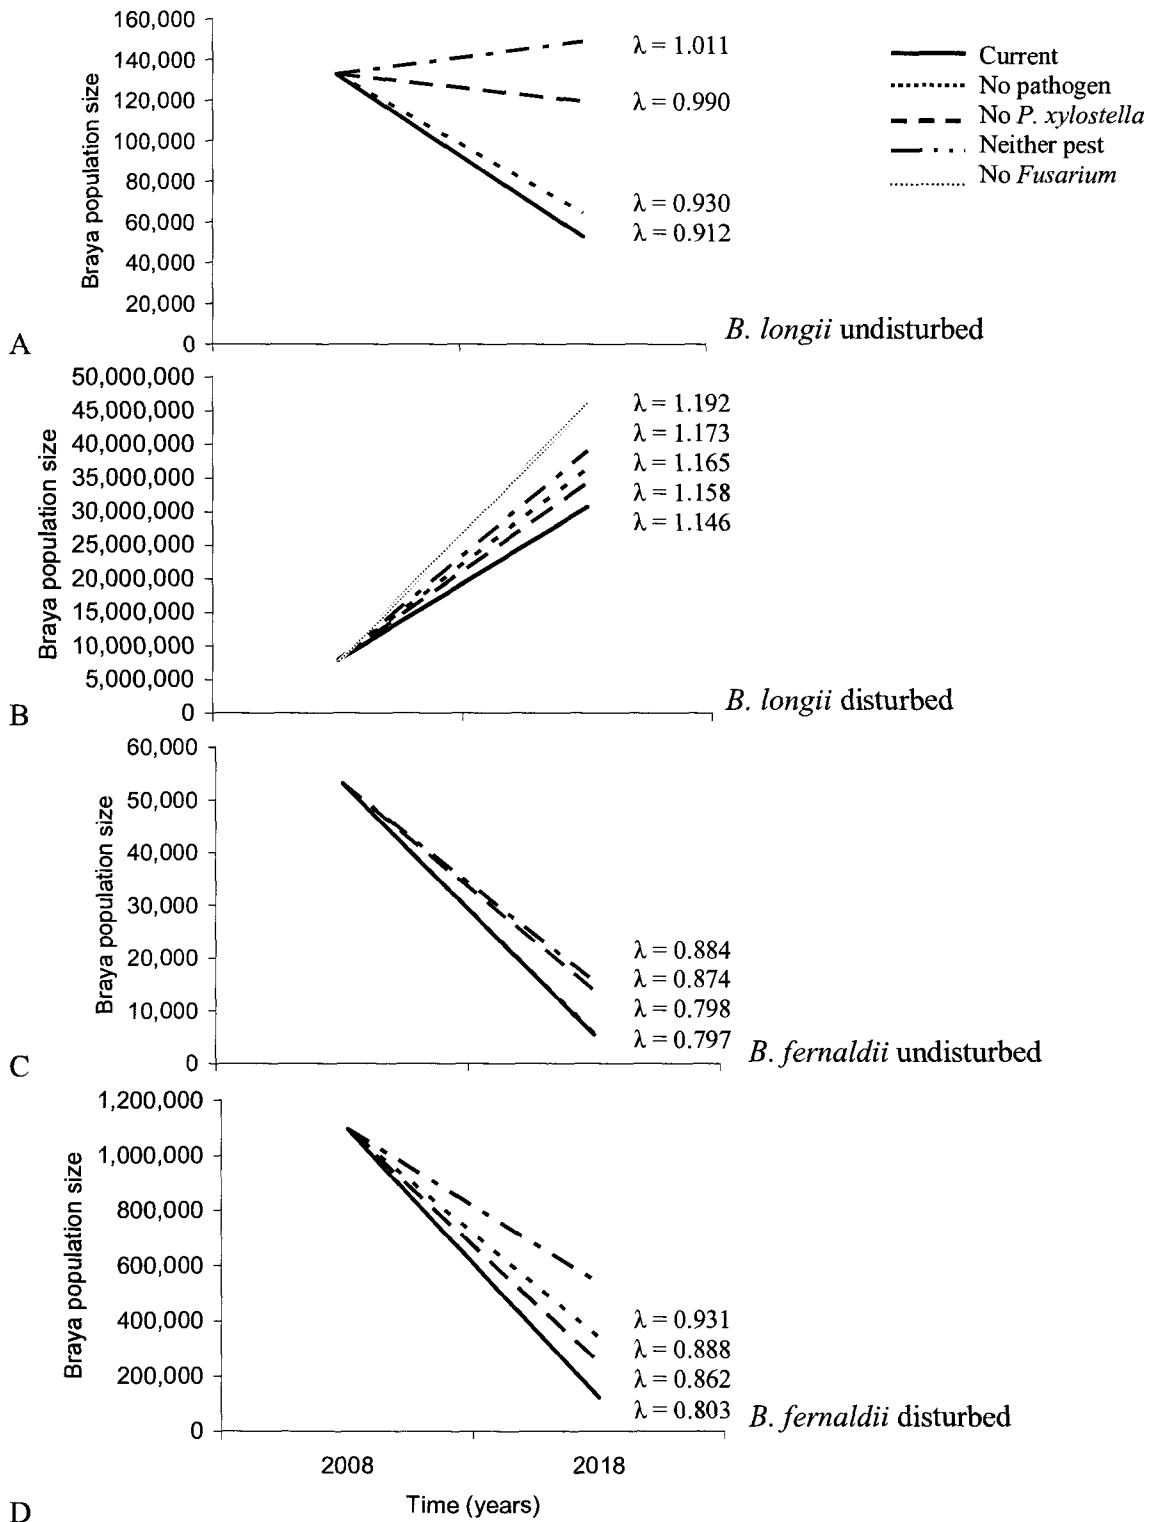 160,000
140,000
120,000
100,000
80,000
60,000
40,000
20,000
0
Braya population size
λ = 1.011
λ = 0.990
λ = 0.930
λ = 0.912
Current
No pathogen
No P. xylostella
Neither pest
No Fusarium
A
B. longii undisturbed
50,000,000
45,000,000
40,000,000
35,000,000
30,000,000
25,000,000
20,000,000
15,000,000
10,000,000
5,000,000
0
Braya population size
λ = 1.192
λ = 1.173
λ = 1.165
λ = 1.158
λ = 1.146
B
B. longii disturbed
60,000
50,000
40,000
30,000
20,000
10,000
0
Braya population size
λ = 0.884
λ = 0.874
λ = 0.798
λ = 0.797
C
B. fernaldii undisturbed
1,200,000
1,000,000
800,000
600,000
400,000
200,000
0
Braya population size
λ = 0.931
λ = 0.888
λ = 0.862
λ = 0.803
B. fernaldii disturbed
2008
2018
Time (years)
D